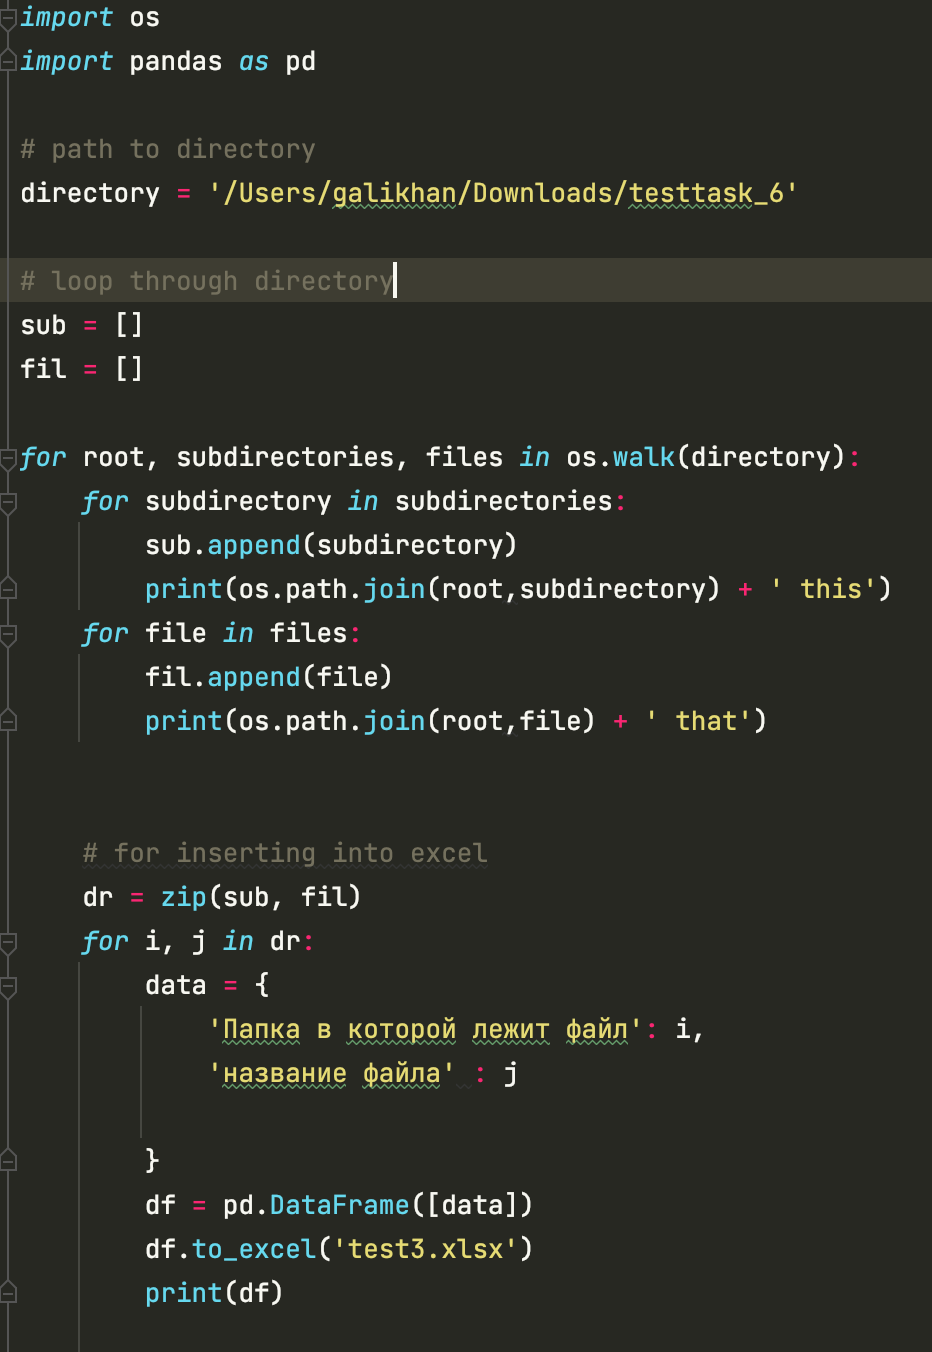 import os
import pandas as pd
# path to directory
directory = '/Users/galikhan/Downloads/testtask_6'
# loop through directory
sub = []
fil = []
for root, subdirectories, files in os.walk(directory):
    for subdirectory in subdirectories:
        sub.append(subdirectory)
        print(os.path.join(root,subdirectory) + ' this')
    for file in files:
        fil.append(file)
        print(os.path.join(root,file) + ' that')
    # for inserting into excel
    dr = zip(sub, fil)
    for i, j in dr:
        data = {
            'Папка в которой лежит файл': i,
            'название файла' : j
        }
        df = pd.DataFrame([data])
        df.to_excel('test3.xlsx')
        print(df)